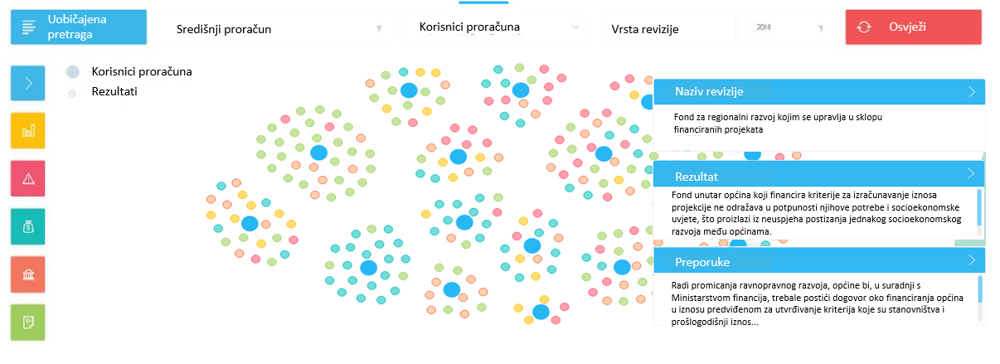 Uobičajena
pretraga
Središnji proračun
Korisnici proračuna
Vrsta revizije
2014
Osvježi
Korisnici proračuna
Rezultati
Naziv revizije
Fond za regionalni razvoj kojim se upravlja u sklopu
financiranih projekata
Rezultat
Fond unutar općina koji financira kriterije za izračunavanje iznosa
projekcije ne odražava u potpunosti njihove potrebe i socioekonomske
uvjete, što proizlazi iz neuspjeha postizanja jednakog socioekonomskog
razvoja među općinama.
Preporuke
Radi promicanja ravnopravnog razvoja, općine bi, u suradnji s
Ministarstvom financija, trebale postići dogovor oko financiranja općina
u iznosu predviđenom za utvrđivanje kriterija koje su stanovništva i
prošlogodišnji iznos...